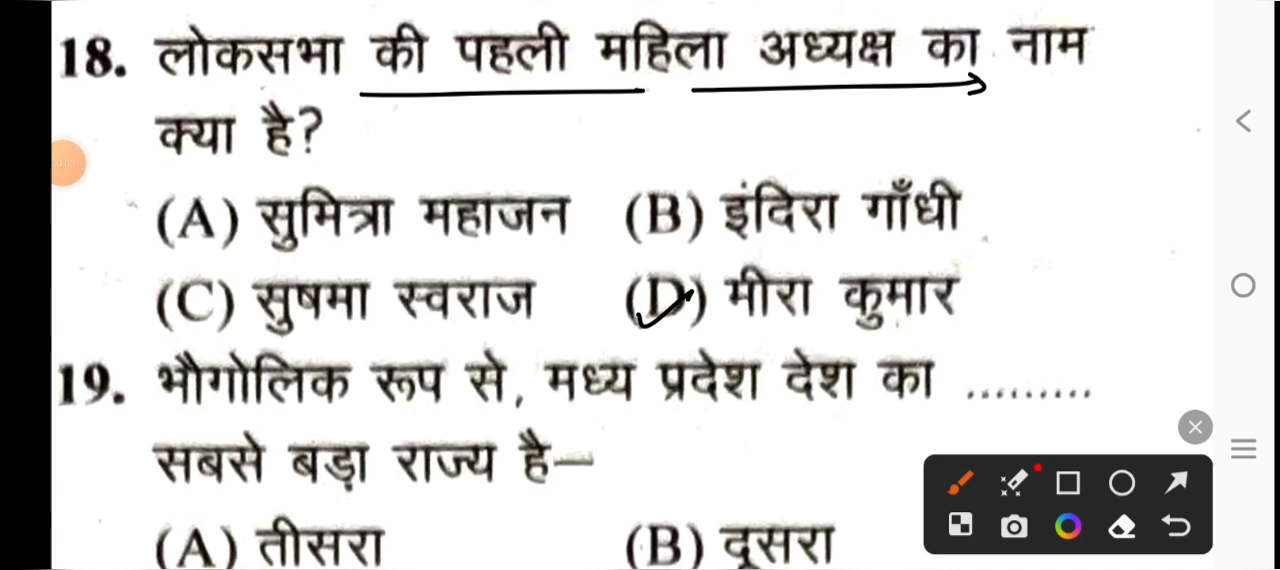 18. लोकसभा की पहली महिला अध्यक्ष का नाम
क्या है?
(A) सुमित्रा महाजन (B) इंदिरा गाँधी
(C) सुषमा स्वराज (D) मीरा कुमार
19. भौगोलिक रूप से, मध्य प्रदेश देश का .........
सबसे बड़ा राज्य है—
(A) तीसरा (B) दूसरा